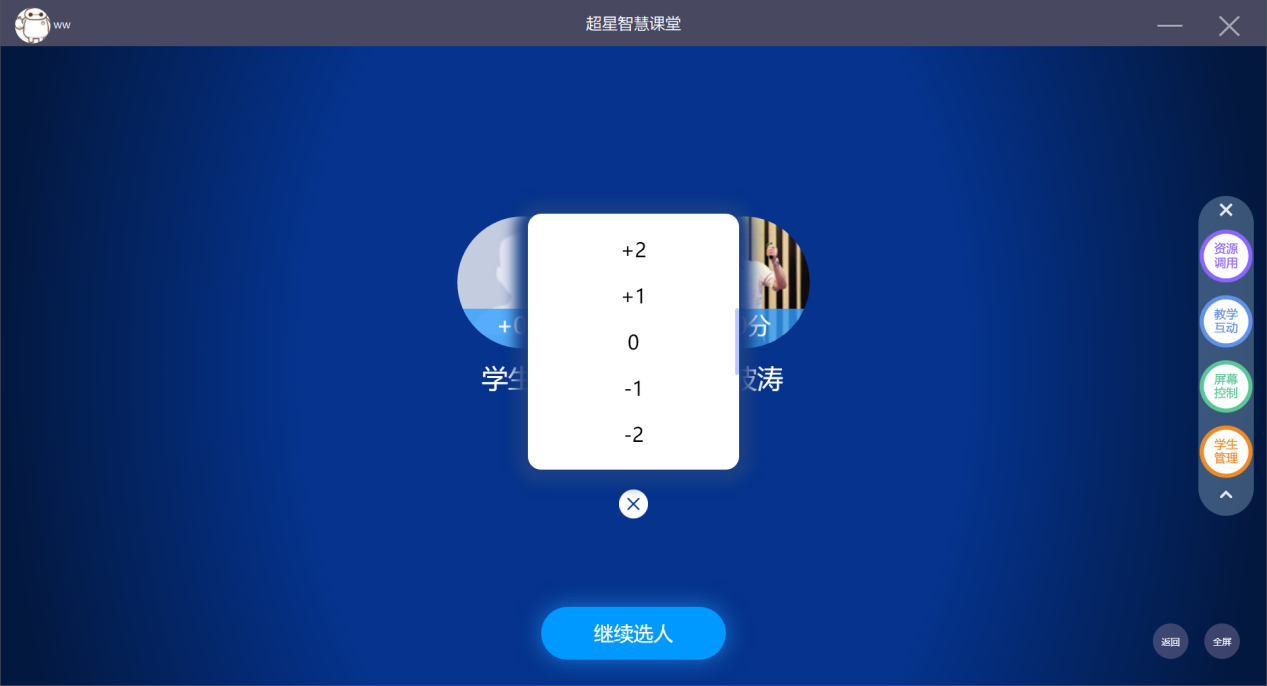 ww
超星智慧课堂
+2
+1
0
-1
-2
+0
分
学生
涛
继续选人
资源
调用
教学
互动
屏幕
控制
学生
管理
返回
全屏